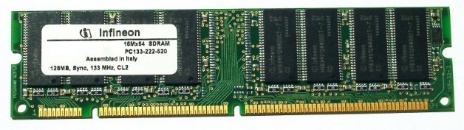 Infineon
16Mx64 SDRAM
PC133-222-520
Assembled in Italy
128MB, Sync, 133 MHz, CL2